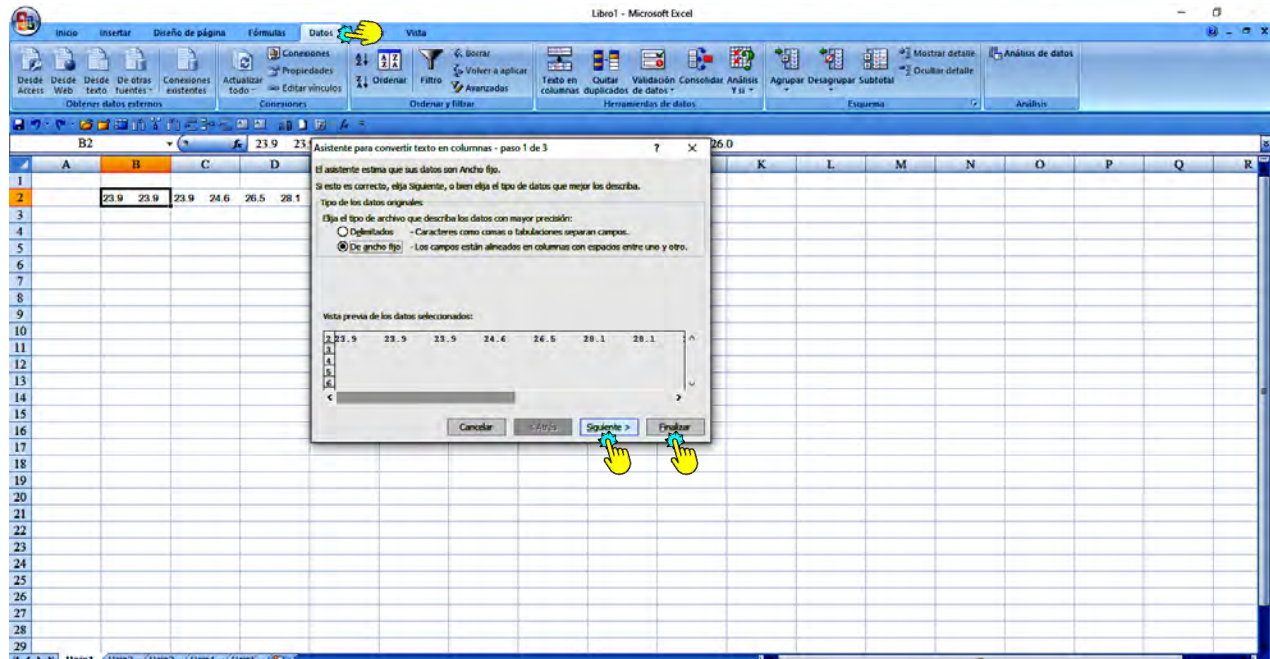 Libro1 - Microsoft Excel
Inicio Insertar Diseño de página Fórmulas Datos Vista
Desde Access
Desde Web
Desde texto
De otras fuentes
Conexiones existentes
Obtener datos externos
Actualizar todo
Conexiones
Propiedades
Editar vínculos
Conexiones
Ordenar
Filtro
Borrar
Volver a aplicar
Avanzadas
Ordenar y filtrar
Texto en columnas
Quitar duplicados
Validación de datos
Consolidar
Análisis Y si
Herramientas de datos
Agrupar
Desagrupar
Subtotal
Mostrar detalle
Ocultar detalle
Esquema
Análisis de datos
Análisis
B2 fx 23.9 26.0
A B C D K L M N O P Q R
1
2 23.9 23.9 23.9 24.6 26.5 28.1
3
4
5
6
7
8
9
10
11
12
13
14
15
16
17
18
19
20
21
22
23
24
25
26
27
28
29
Asistente para convertir texto en columnas - paso 1 de 3 ? X
El asistente estima que sus datos son Ancho fijo.
Si esto es correcto, elija Siguiente, o bien elija el tipo de datos que mejor los describa.
Tipo de los datos originales
Elija el tipo de archivo que describa los datos con mayor precisión:
Delimitados - Caracteres como comas o tabulaciones separan campos.
De ancho fijo - Los campos están alineados en columnas con espacios entre uno y otro.
Vista previa de los datos seleccionados:
2 23.9 23.9 23.9 24.6 26.5 28.1 28.1
3
4
5
6
Cancelar < Atrás Siguiente > Finalizar